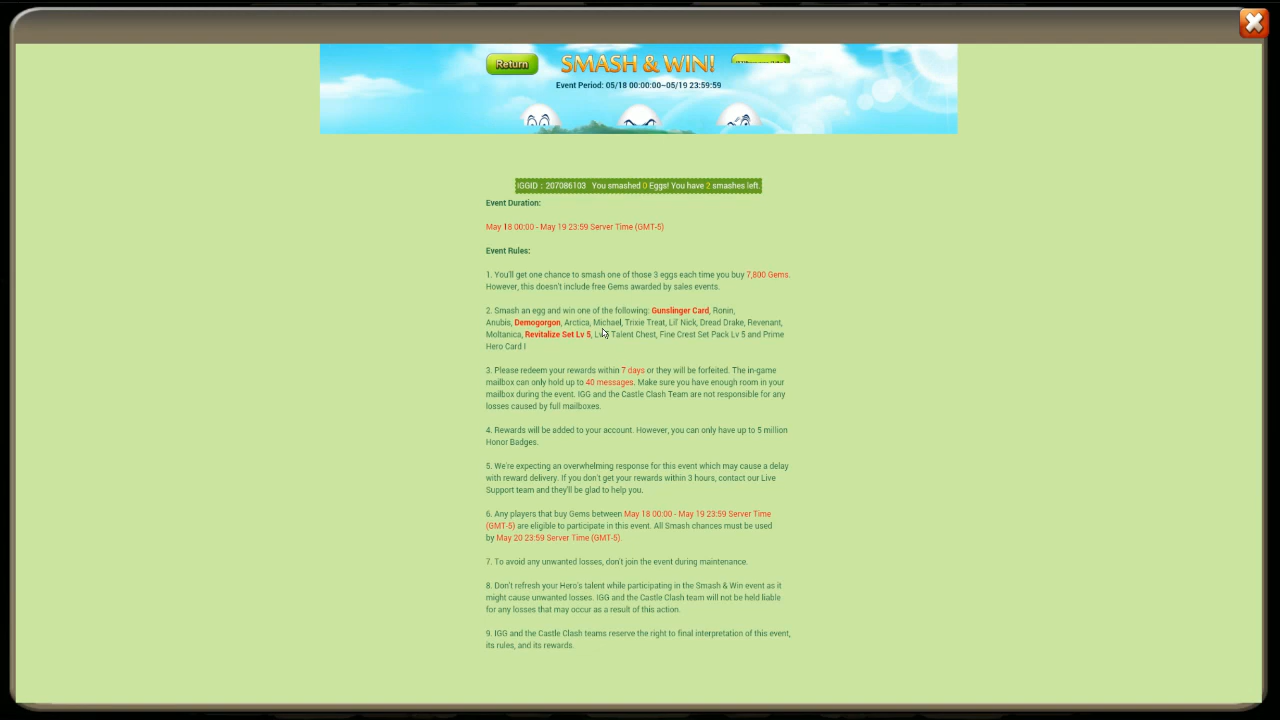 Return
SMASH & WIN!
Event Period: 05/18 00:00:00~05/19 23:59:59
IGGID : 207086103 You smashed 0 Eggs! You have 2 smashes left.
Event Duration:
May 18 00:00 - May 19 23:59 Server Time (GMT-5)
Event Rules:
1. You'll get one chance to smash one of those 3 eggs each time you buy 7,800 Gems.
However, this doesn't include free Gems awarded by sales events.
2. Smash an egg and win one of the following: Gunslinger Card, Ronin,
Anubis, Demogorgon, Arctica, Michael, Trixie Treat, Lil' Nick, Dread Drake, Revenant,
Moltanica, Revitalize Set Lv 5, Talent Chest, Fine Crest Set Pack Lv 5 and Prime
Hero Card I
3. Please redeem your rewards within 7 days or they will be forfeited. The in-game
mailbox can only hold up to 40 messages. Make sure you have enough room in your
mailbox during the event. IGG and the Castle Clash Team are not responsible for any
losses caused by full mailboxes.
4. Rewards will be added to your account. However, you can only have up to 5 million
Honor Badges.
5. We're expecting an overwhelming response for this event which may cause a delay
with reward delivery. If you don't get your rewards within 3 hours, contact our Live
Support team and they'll be glad to help you.
6. Any players that buy Gems between May 18 00:00 - May 19 23:59 Server Time
(GMT-5) are eligible to participate in this event. All Smash chances must be used
by May 20 23:59 Server Time (GMT-5).
7. To avoid any unwanted losses, don't join the event during maintenance.
8. Don't refresh your Hero's talent while participating in the Smash & Win event as it
might cause unwanted losses. IGG and the Castle Clash team will not be held liable
for any losses that may occur as a result of this action.
9. IGG and the Castle Clash teams reserve the right to final interpretation of this event,
its rules, and its rewards.